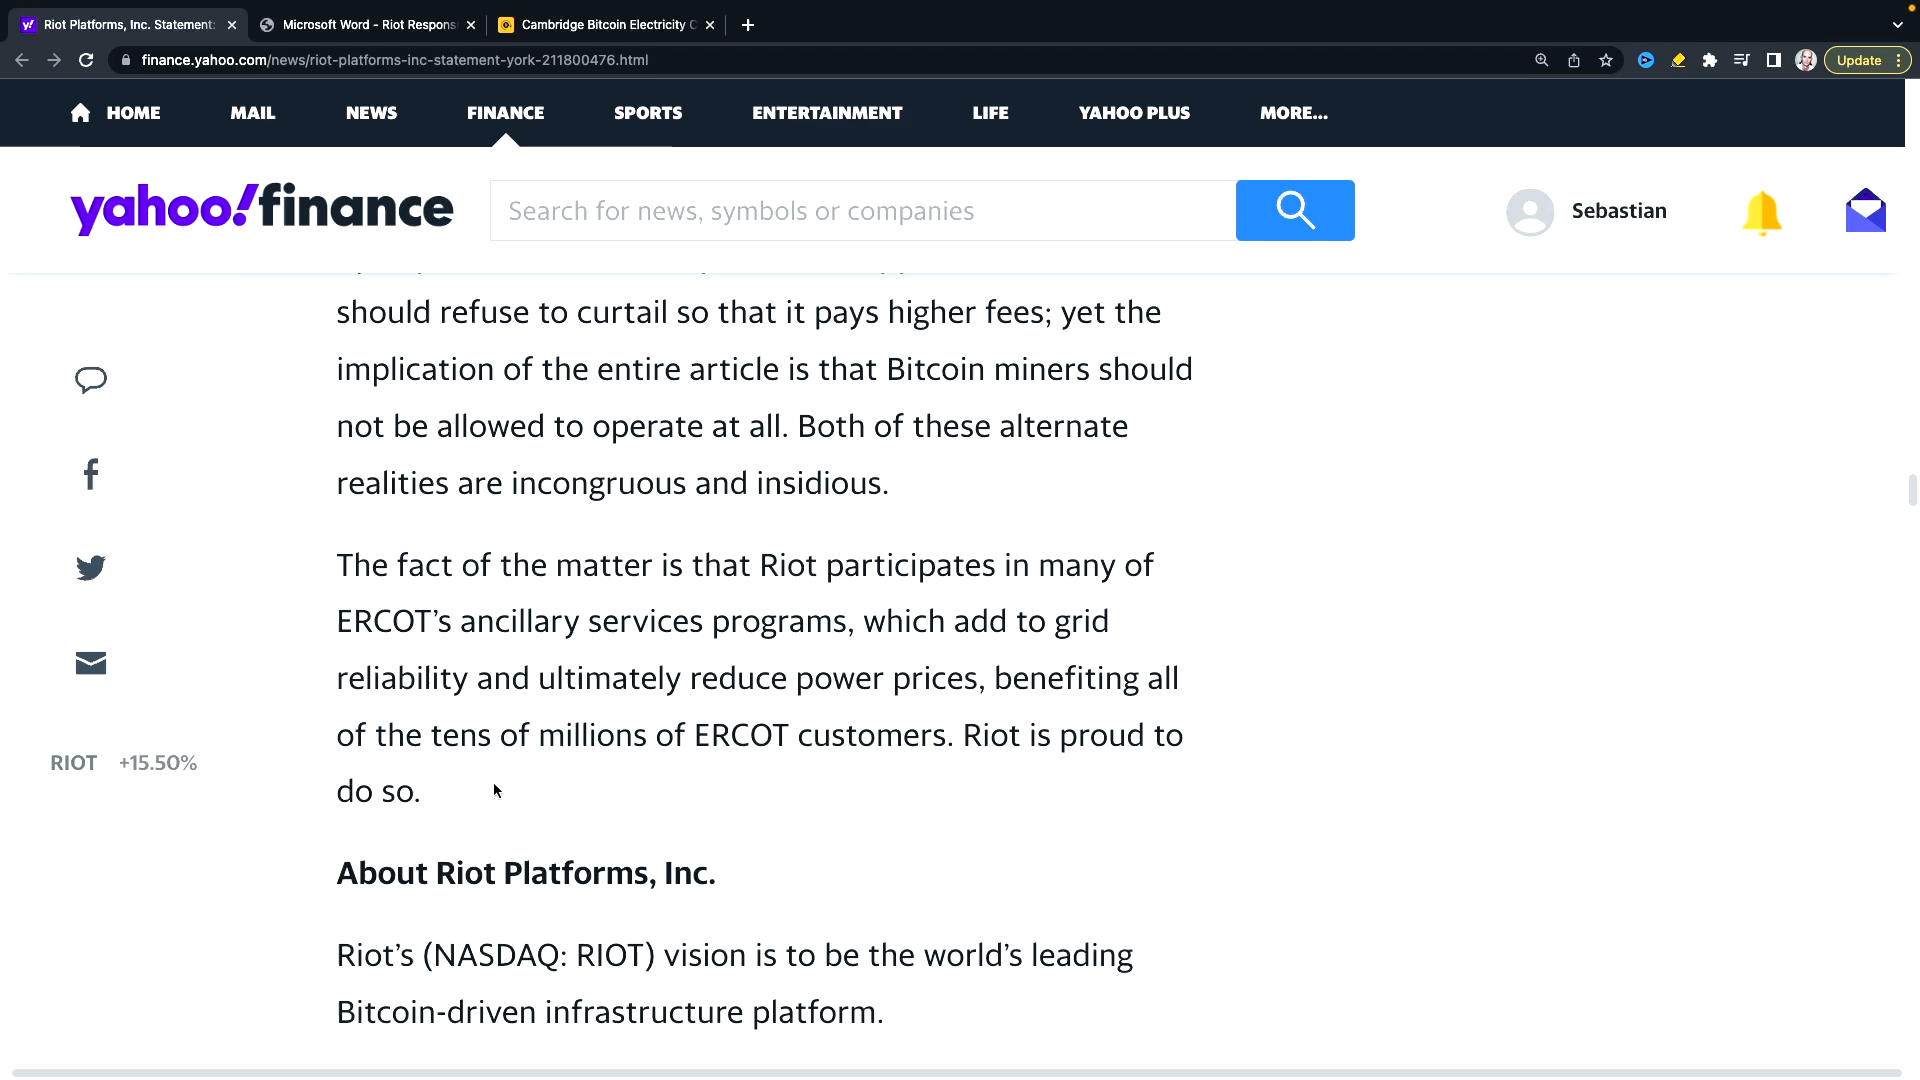 Riot Platforms, Inc. Statement:
Microsoft Word - Riot Respons
Cambridge Bitcoin Electricity C
finance.yahoo.com/news/riot-platforms-inc-statement-york-211800476.html
Update
HOME MAIL NEWS FINANCE SPORTS ENTERTAINMENT LIFE YAHOO PLUS MORE...
yahoo!finance
Search for news, symbols or companies
Sebastian
should refuse to curtail so that it pays higher fees; yet the
implication of the entire article is that Bitcoin miners should
not be allowed to operate at all. Both of these alternate
realities are incongruous and insidious.
The fact of the matter is that Riot participates in many of
ERCOT’s ancillary services programs, which add to grid
reliability and ultimately reduce power prices, benefiting all
of the tens of millions of ERCOT customers. Riot is proud to
do so.
RIOT +15.50%
About Riot Platforms, Inc.
Riot’s (NASDAQ: RIOT) vision is to be the world’s leading
Bitcoin-driven infrastructure platform.